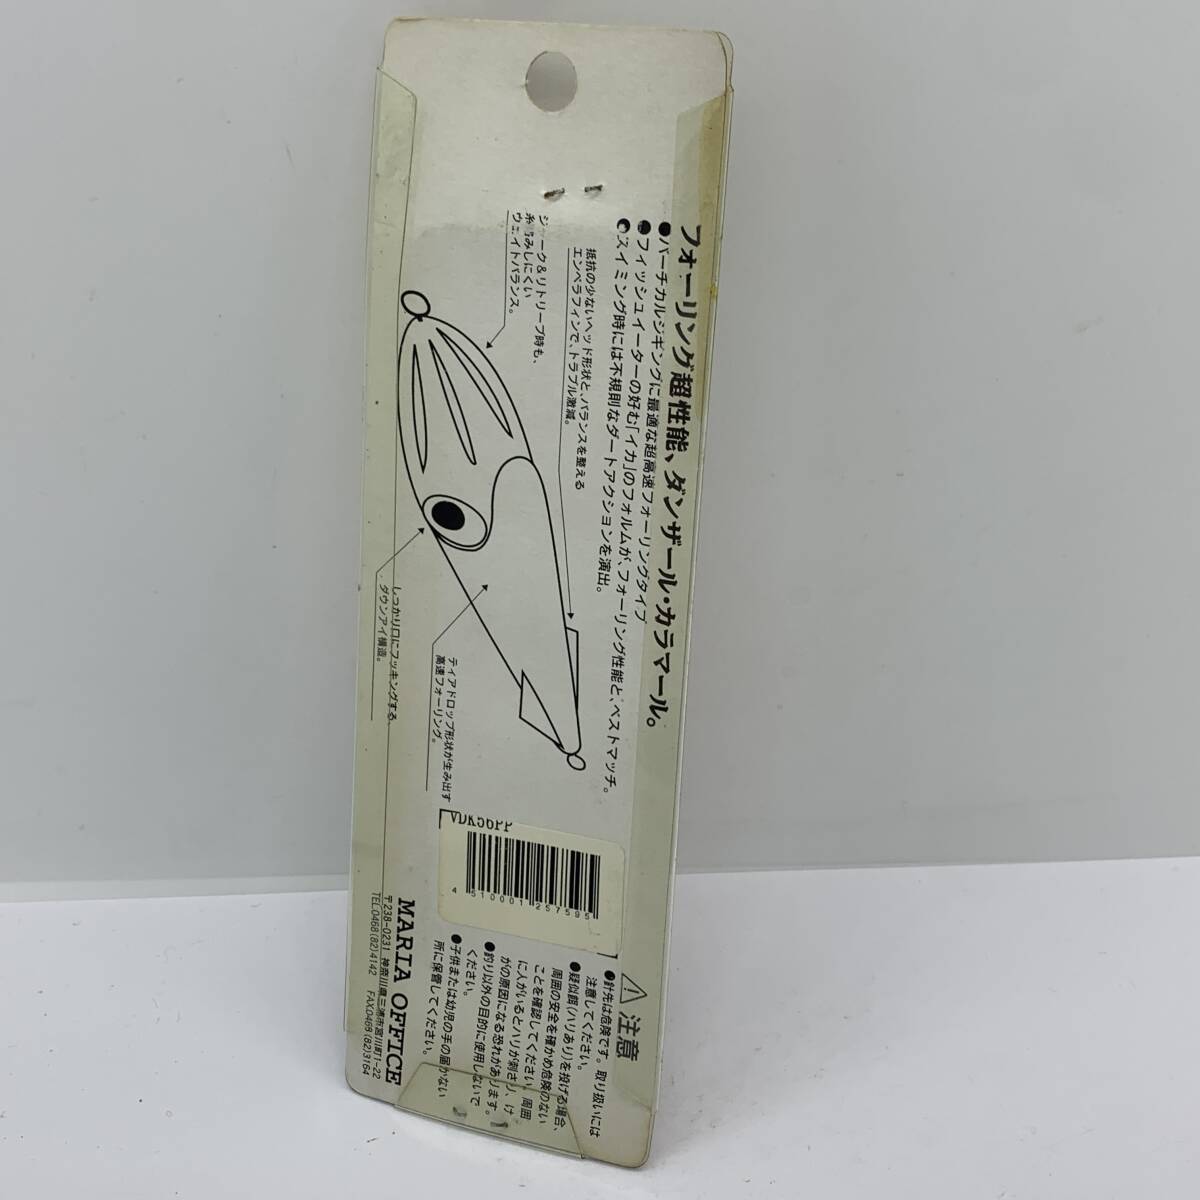 フォーリング超性能、ダンザール・カラマール。
●バーチカルジギングに最適な超高速フォーリングタイプ
●フィッシュイーターの好む「イカ」のフォルムが、フォーリング性能と、ベストマッチ。
●スイミング時には不規則なダートアクションを演出。
抵抗の少ないヘッド形状と、バランスを整える
エンペラフィンで、トラブル激減。
ジャーク&リトリーブ時も、
みしにくい
ウェイトバランス。
ティアドロップ形状が生み出す
高速フォーリング。
しっかり口にフッキングする、
ダウンアイ構造。
VDK56PP
⚠注意
●針先は危険です。取り扱いには
注意してください。
●疑似餌(ハリあり)を投げる場合、
周囲の安全を確かめ危険のない
ことを確認してください。周囲
に人がいるとハリが刺さり、け
がの原因になる恐れがあります。
●釣り以外の目的に使用しないで
ください。
●子供または幼児の手の届かない
所に保管してください。
MARIA OFFICE
〒238-0231 神奈川県三浦市宮川町1-22
TEL.0468(82)4142 FAX.0468(82)3164